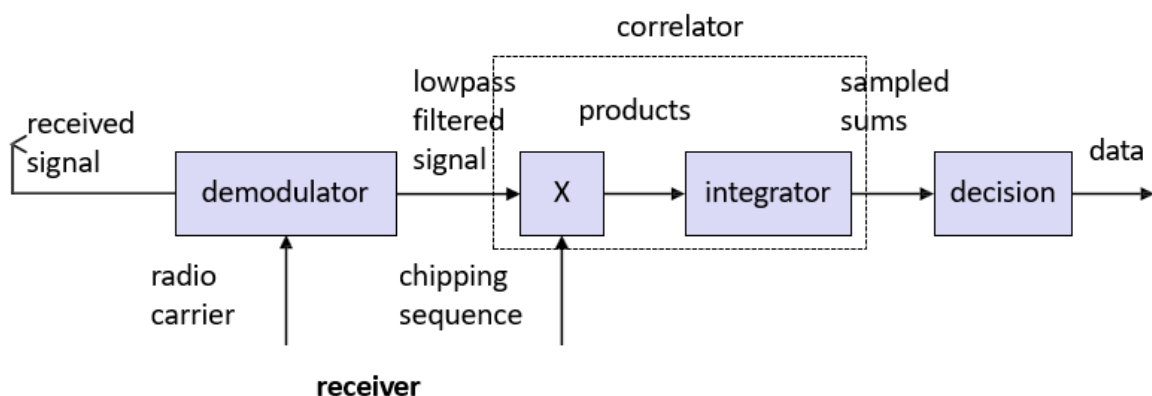 correlator
lowpass
filtered
signal
products
sampled
sums
received
signal
data
demodulator
X
integrator
decision
radio
carrier
chipping
sequence
receiver